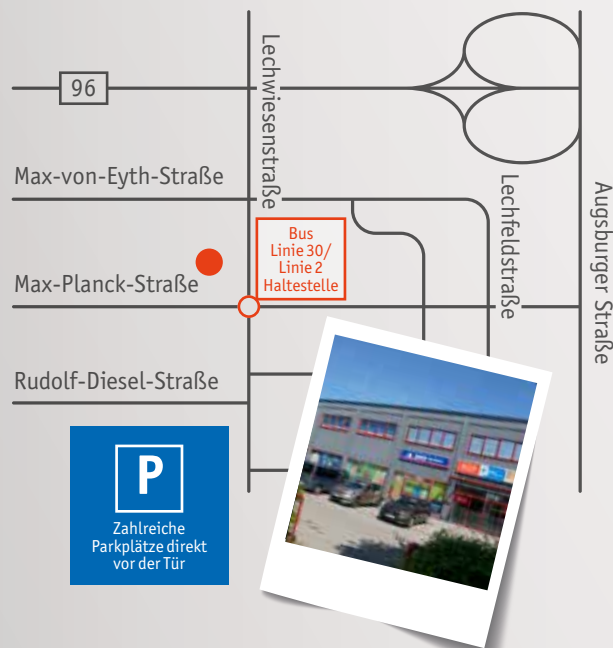 96
Lechwiesenstraße
Max-von-Eyth-Straße
Lechfeldstraße
Augsburger Straße
Bus
Linie 30/
Linie 2
Haltestelle
Max-Planck-Straße
Rudolf-Diesel-Straße
P
Zahlreiche
Parkplätze direkt
vor der Tür